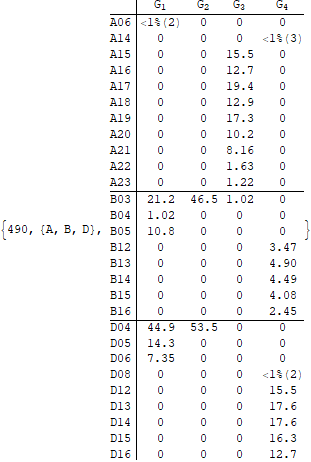 G1 G2 G3 G4
A06 <1%(2) 0 0 0
A14 0 0 0 <1%(3)
A15 0 0 15.5 0
A16 0 0 12.7 0
A17 0 0 19.4 0
A18 0 0 12.9 0
A19 0 0 17.3 0
A20 0 0 10.2 0
A21 0 0 8.16 0
A22 0 0 1.63 0
A23 0 0 1.22 0
B03 21.2 46.5 1.02 0
B04 1.02 0 0 0
{490, {A, B, D}, B05 10.8 0 0 0 }
B12 0 0 0 3.47
B13 0 0 0 4.90
B14 0 0 0 4.49
B15 0 0 0 4.08
B16 0 0 0 2.45
D04 44.9 53.5 0 0
D05 14.3 0 0 0
D06 7.35 0 0 0
D08 0 0 0 <1%(2)
D12 0 0 0 15.5
D13 0 0 0 17.6
D14 0 0 0 17.6
D15 0 0 0 16.3
D16 0 0 0 12.7